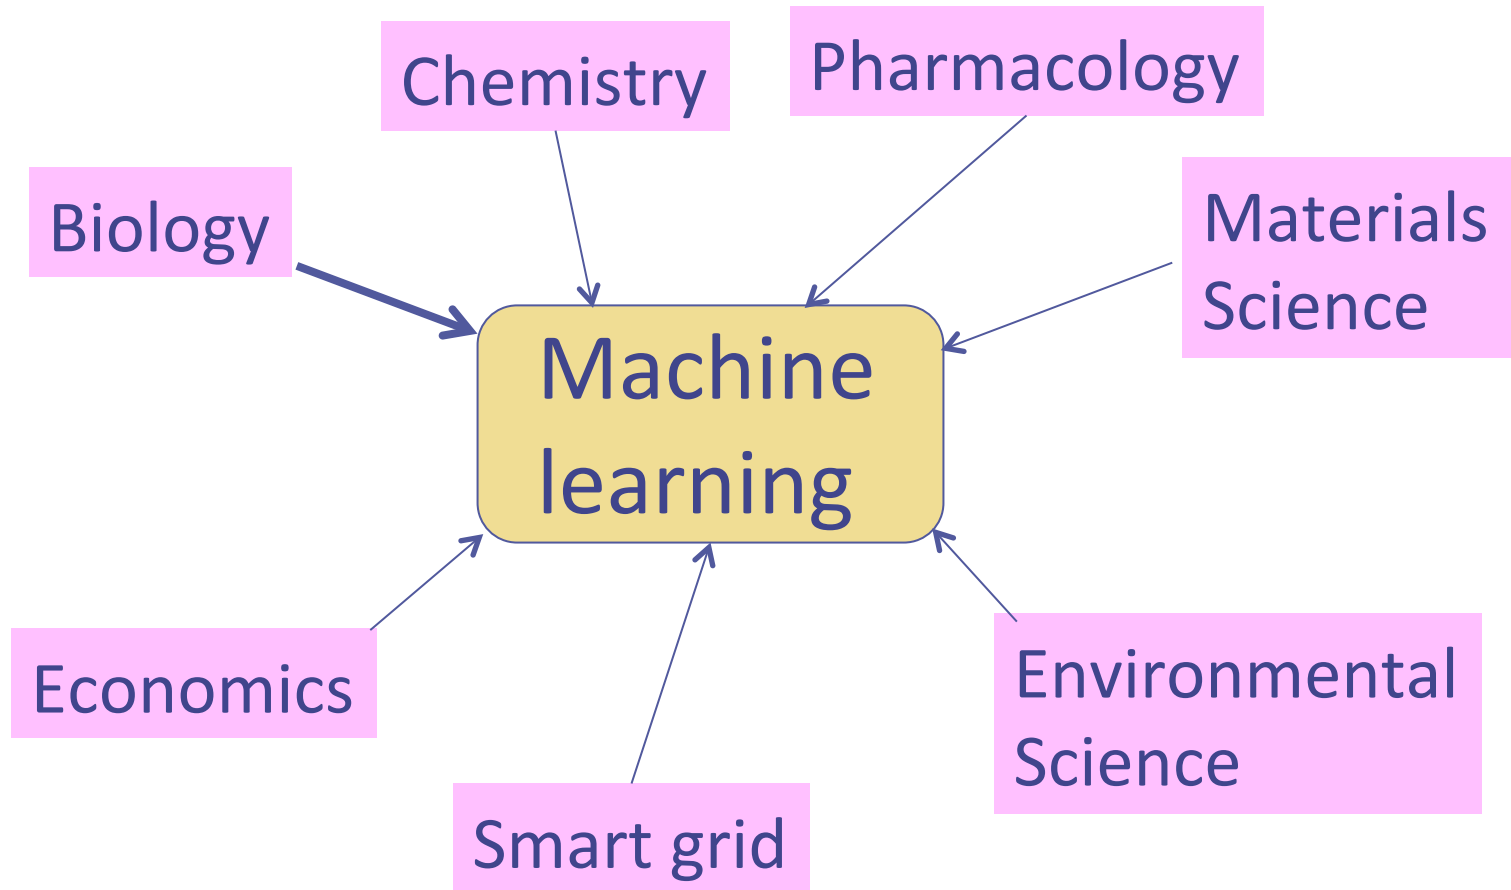 Chemistry
Pharmacology
Biology
Materials
Science
Machine
learning
Economics
Environmental
Science
Smart grid